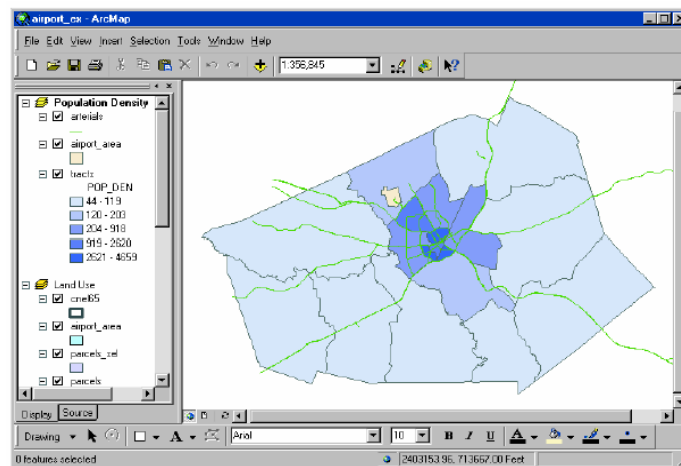 airport_ex - ArcMap
File Edit View Insert Selection Tools Window Help
1:356,845
Population Density
arterials
airport_area
tracts
POP_DEN
44 - 119
120 - 203
204 - 918
919 - 2620
2621 - 4659
Land Use
cnel65
airport_area
parcels_sel
parcels
Display Source
Drawing A Arial 10 B I U A
0 features selected 2403153.96, 713667.00 Feet